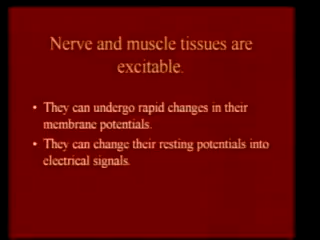 Nerve and muscle tissues are
excitable.
• They can undergo rapid changes in their
membrane potentials.
• They can change their resting potentials into
electrical signals.